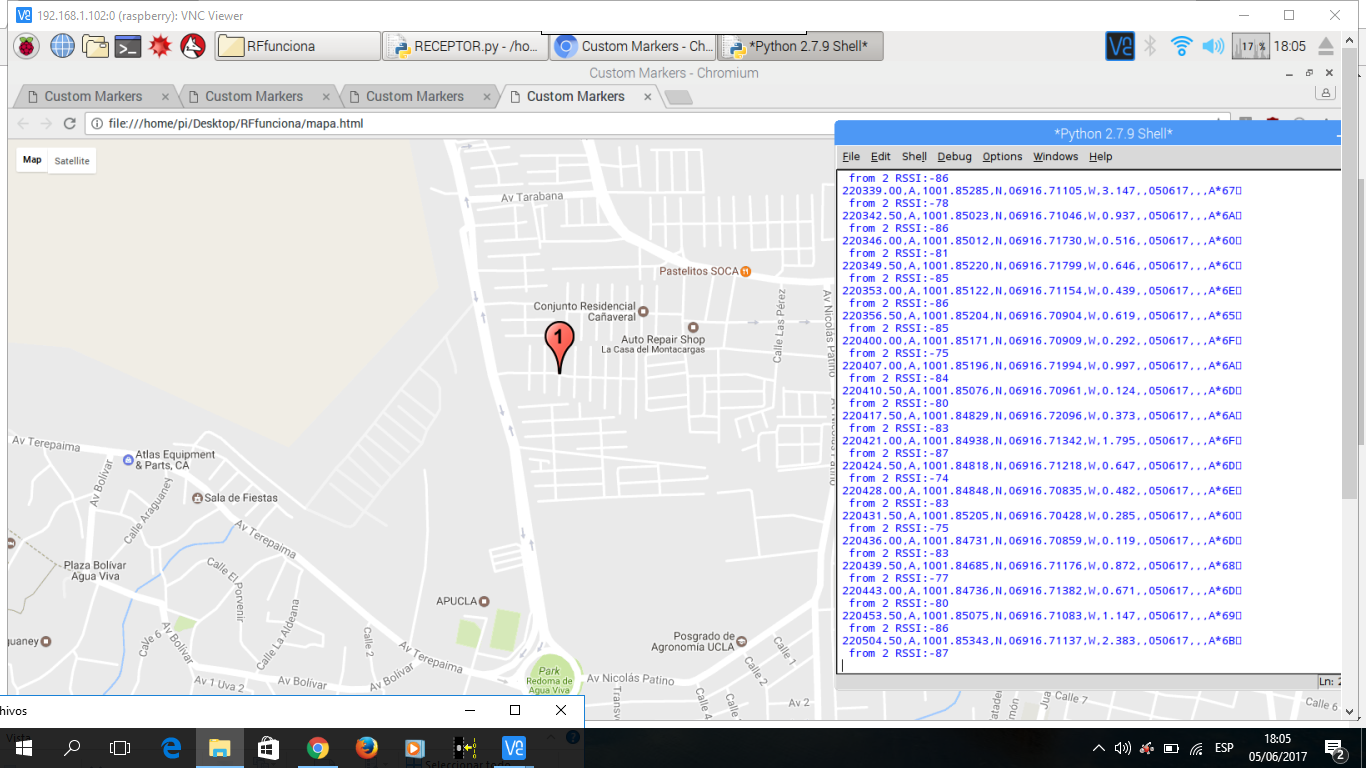 192.168.1.102:0 (raspberry): VNC Viewer
RFfunciona
RECEPTOR.py - /ho...
Custom Markers - Ch...
*Python 2.7.9 Shell*
17 %
18:05
Custom Markers - Chromium
Custom Markers
Custom Markers
Custom Markers
Custom Markers
file:///home/pi/Desktop/RFfunciona/mapa.html
Map
Satellite
Av Tarabana
Pastelitos SOCA
Conjunto Residencial
Cañaveral
Auto Repair Shop
La Casa del Montacargas
Calle Las Pérez
Av Nicolás Patino
1
Av Terepaima
Atlas Equipment
& Parts, CA
Av Bolívar
Calle Araguaney
Sala de Fiestas
Av Terepaima
Plaza Bolívar
Agua Viva
Calle El Porvenir
guaney
Calle 6
Calle La Aldea
Calle 2
APUCLA
Av Terepaima
Posgrado de
Agronomía UCLA
Calle 1
Park
Redoma de
Agua Viva
Av Nicolás Patino
Av 1 Uva 2
Av Bolívar
Av Bolívar
Calle 2
Calle 4
Av 2
Calle 7
Calle 6
*Python 2.7.9 Shell*
File Edit Shell Debug Options Windows Help
from 2 RSSI:-86
220339.00,A,1001.85285,N,06916.71105,W,3.147,,050617,,,A*67
from 2 RSSI:-78
220342.50,A,1001.85023,N,06916.71046,W,0.937,,050617,,,A*6A
from 2 RSSI:-86
220346.00,A,1001.85012,N,06916.71730,W,0.516,,050617,,,A*60
from 2 RSSI:-81
220349.50,A,1001.85220,N,06916.71799,W,0.646,,050617,,,A*6C
from 2 RSSI:-85
220353.00,A,1001.85122,N,06916.71154,W,0.439,,050617,,,A*6E
from 2 RSSI:-86
220356.50,A,1001.85204,N,06916.70904,W,0.619,,050617,,,A*65
from 2 RSSI:-85
220400.00,A,1001.85171,N,06916.70909,W,0.292,,050617,,,A*6F
from 2 RSSI:-75
220407.00,A,1001.85196,N,06916.71994,W,0.997,,050617,,,A*6A
from 2 RSSI:-84
220410.50,A,1001.85076,N,06916.70961,W,0.124,,050617,,,A*6D
from 2 RSSI:-80
220417.50,A,1001.84829,N,06916.72096,W,0.373,,050617,,,A*6A
from 2 RSSI:-83
220421.00,A,1001.84938,N,06916.71342,W,1.795,,050617,,,A*6F
from 2 RSSI:-87
220424.50,A,1001.84818,N,06916.71218,W,0.647,,050617,,,A*6D
from 2 RSSI:-74
220428.00,A,1001.84848,N,06916.70835,W,0.482,,050617,,,A*6E
from 2 RSSI:-83
220431.50,A,1001.85205,N,06916.70428,W,0.285,,050617,,,A*60
from 2 RSSI:-75
220436.00,A,1001.84731,N,06916.70859,W,0.119,,050617,,,A*6D
from 2 RSSI:-83
220439.50,A,1001.84685,N,06916.71176,W,0.872,,050617,,,A*68
from 2 RSSI:-77
220443.00,A,1001.84736,N,06916.71382,W,0.671,,050617,,,A*6D
from 2 RSSI:-80
220453.50,A,1001.85075,N,06916.71083,W,1.147,,050617,,,A*69
from 2 RSSI:-86
220504.50,A,1001.85343,N,06916.71137,W,2.383,,050617,,,A*6B
from 2 RSSI:-87
Ln: 2
hivos
Vista
Seleccionar todo
ESP
18:05
05/06/2017
2